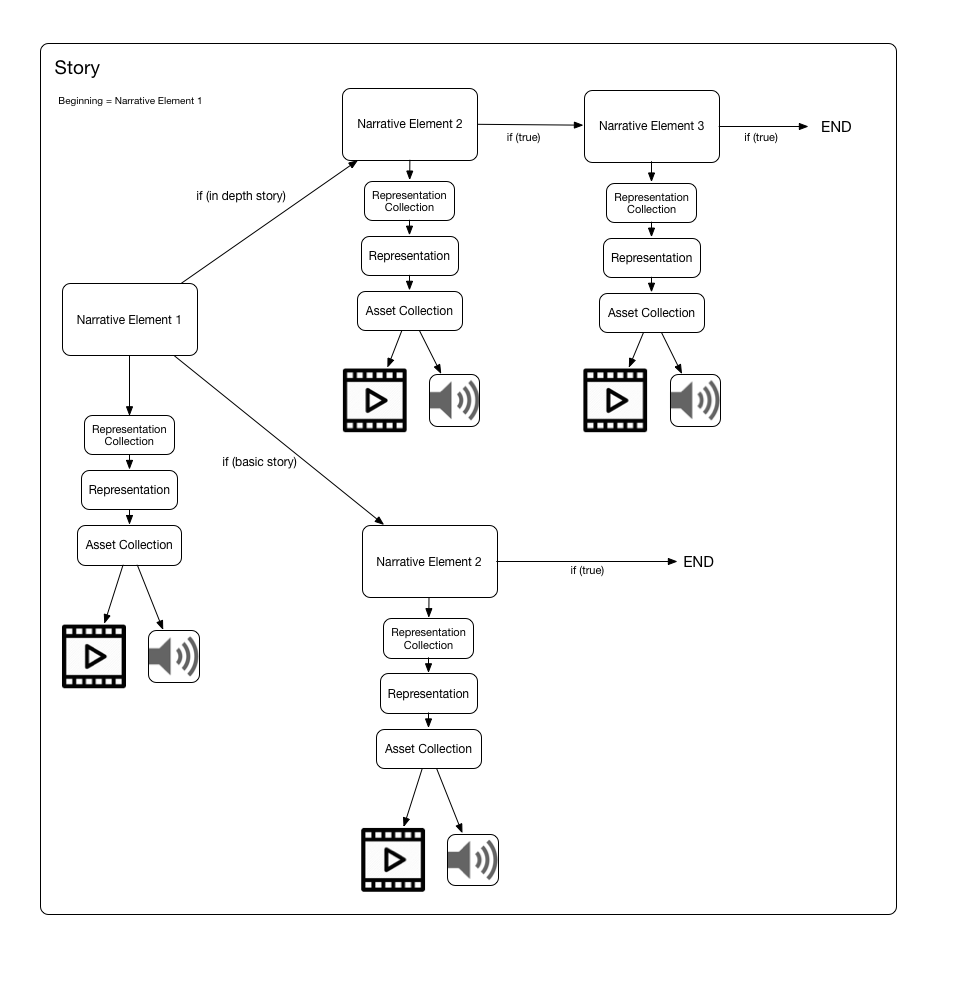 Story
Beginning = Narrative Element 1
Narrative Element 2
if (true)
Narrative Element 3
if (true)
END
if (in depth story)
Representation
Collection
Representation
Asset Collection
Representation
Collection
Representation
Asset Collection
Narrative Element 1
Representation
Collection
Representation
Asset Collection
if (basic story)
Narrative Element 2
if (true)
END
Representation
Collection
Representation
Asset Collection